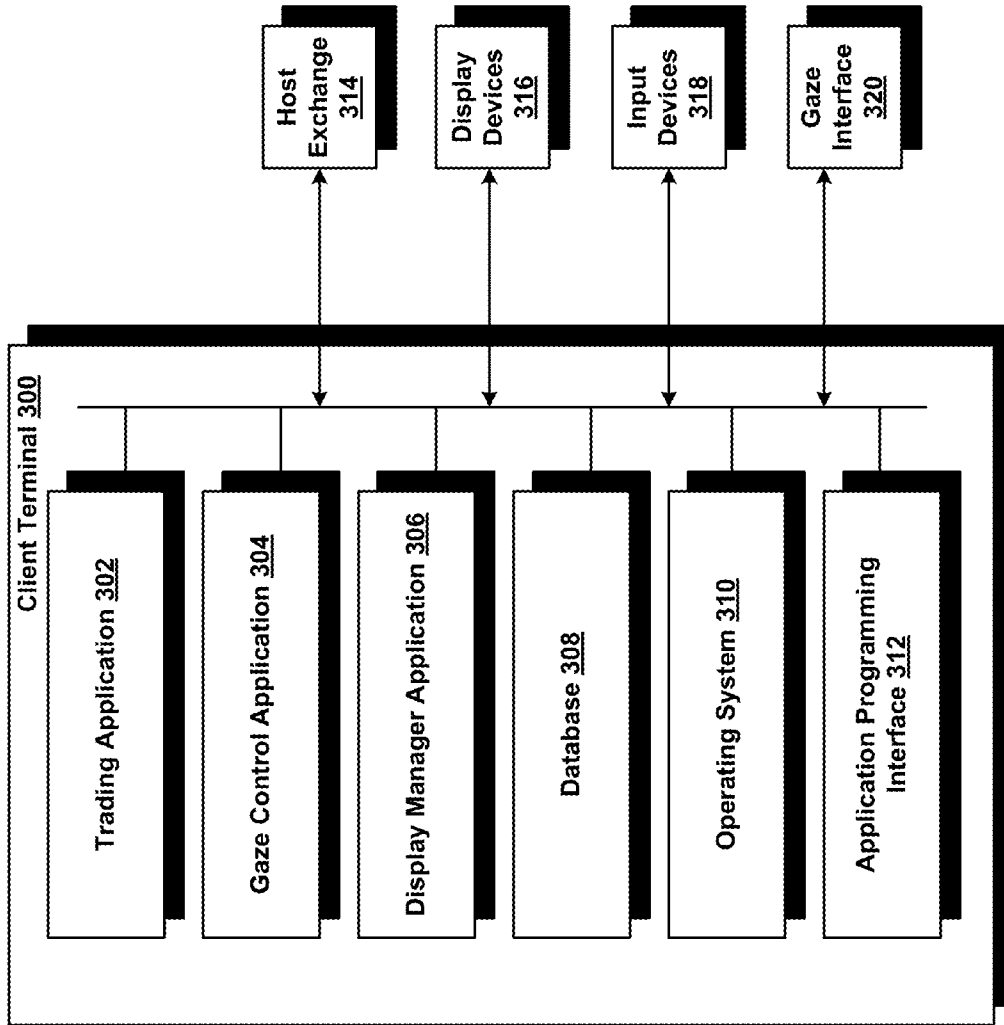 Client Terminal 300
Trading Application 302
Gaze Control Application 304
Display Manager Application 306
Database 308
Operating System 310
Application Programming
Interface 312
Host
Exchange
314
Display
Devices
316
Input
Devices
318
Gaze
Interface
320